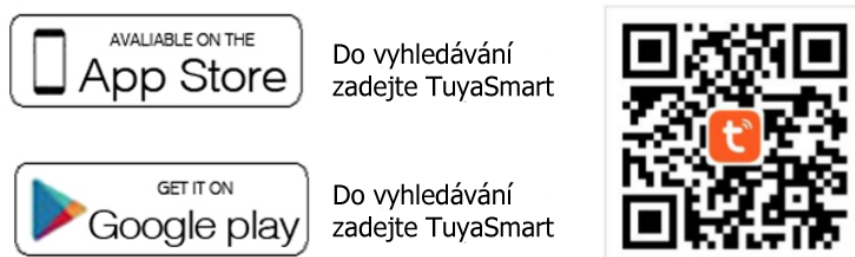 AVALIABLE ON THE
App Store
Do vyhledávání
zadejte TuyaSmart
GET IT ON
Google play
Do vyhledávání
zadejte TuyaSmart
t